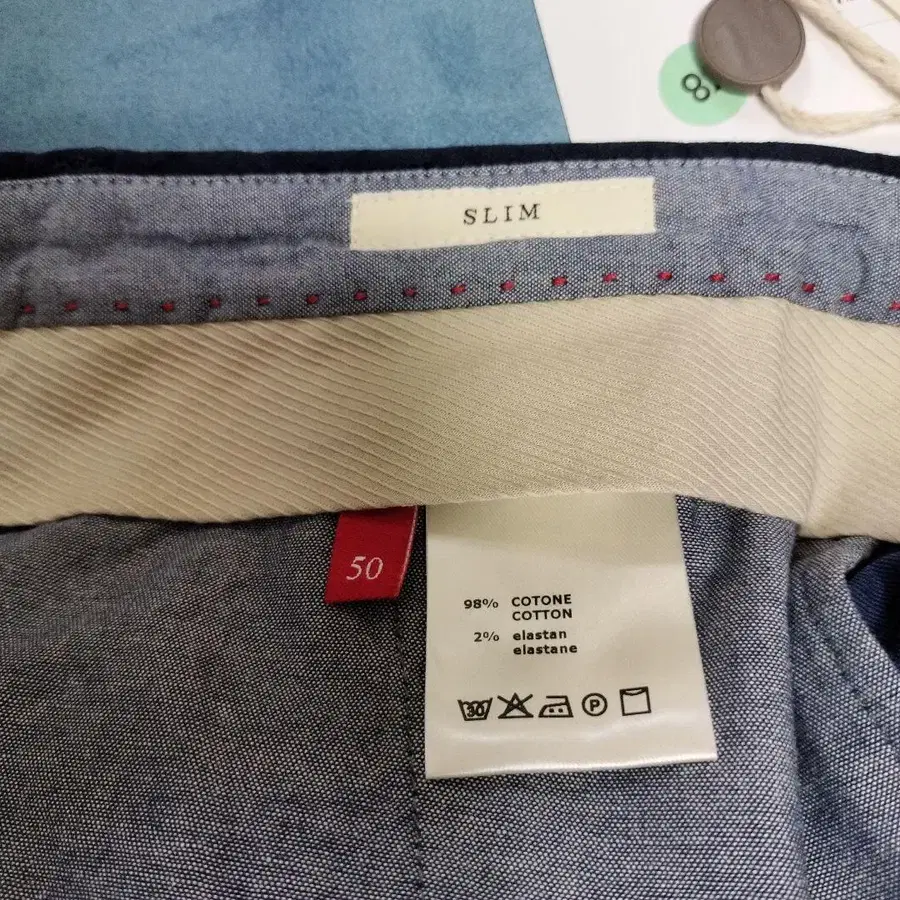 SLIM
50
98% COTONE
COTTON
2% elastan
elastane
30
P